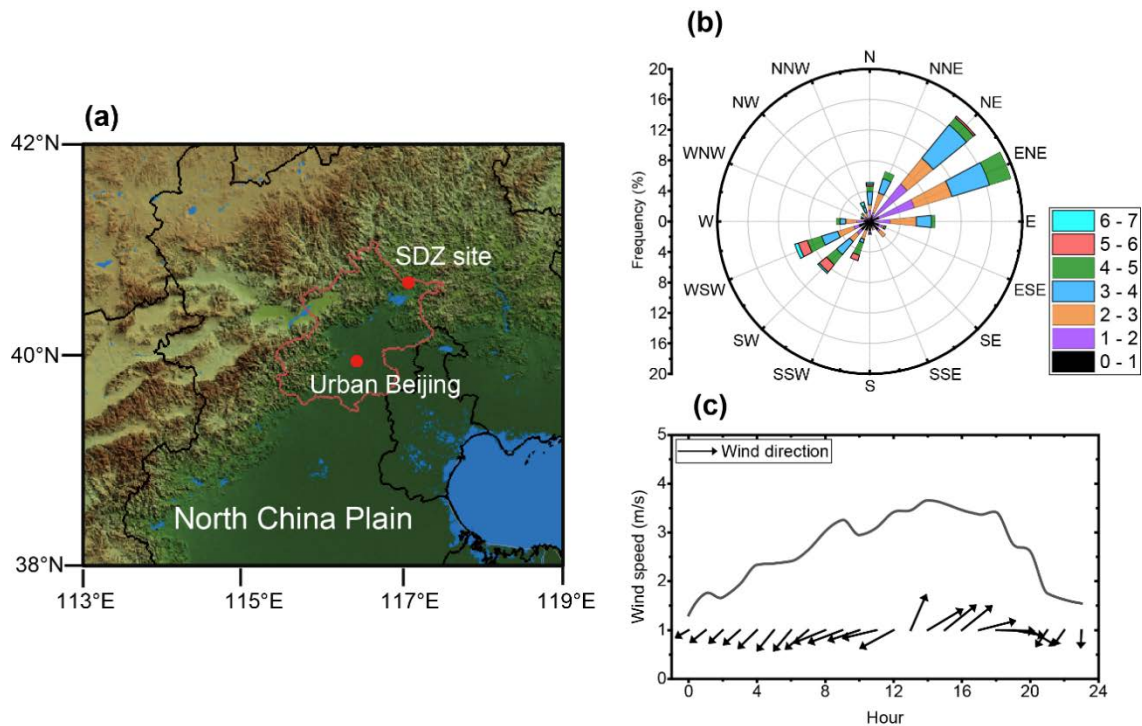 (a)
42°N
40°N
38°N
113°E
115°E
117°E
119°E
SDZ site
Urban Beijing
North China Plain
(b)
Frequency (%)
20
16
12
8
4
0
4
8
12
16
20
N
NNE
NE
ENE
E
ESE
SE
SSE
S
SSW
SW
WSW
W
WNW
NW
NNW
6 - 7
5 - 6
4 - 5
3 - 4
2 - 3
1 - 2
0 - 1
(c)
Wind direction
Wind speed (m/s)
5
4
3
2
1
0
0
4
8
12
16
20
24
Hour